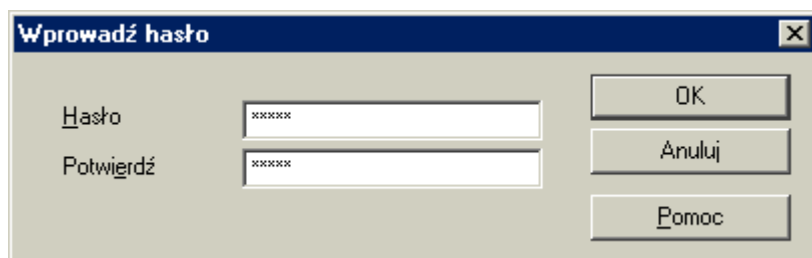 Wprowadź hasło
Hasło
*****
OK
Potwierdź
*****
Anuluj
Pomoc